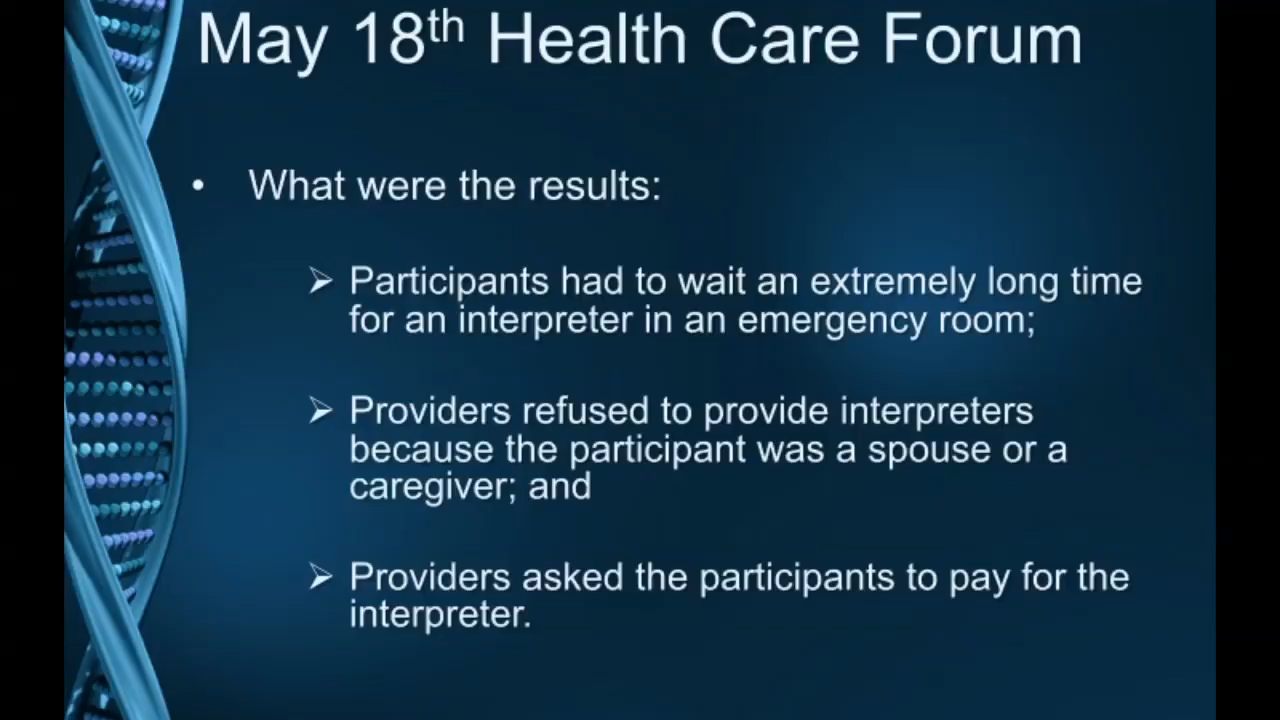 May 18th Health Care Forum
• What were the results:
➢ Participants had to wait an extremely long time
for an interpreter in an emergency room;
➢ Providers refused to provide interpreters
because the participant was a spouse or a
caregiver; and
➢ Providers asked the participants to pay for the
interpreter.